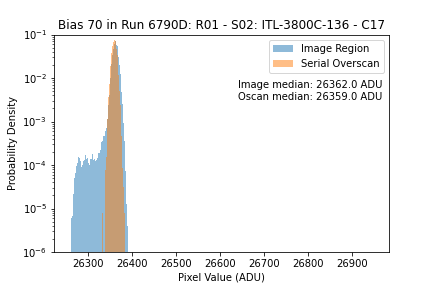 Bias 70 in Run 6790D: R01 - S02: ITL-3800C-136 - C17
Image Region
Serial Overscan
Image median: 26362.0 ADU
Oscan median: 26359.0 ADU
Probability Density
10⁻¹
10⁻²
10⁻³
10⁻⁴
10⁻⁵
10⁻⁶
26300 26400 26500 26600 26700 26800 26900
Pixel Value (ADU)